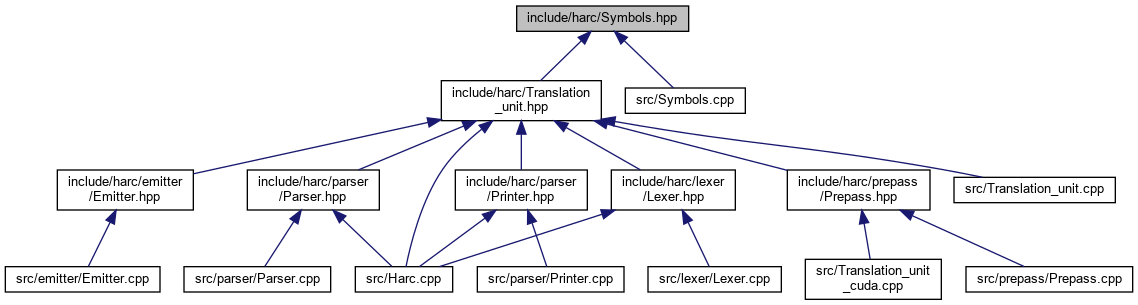 include/harc/Symbols.hpp
include/harc/Translation
_unit.hpp
src/Symbols.cpp
include/harc/emitter
/Emitter.hpp
include/harc/parser
/Parser.hpp
include/harc/parser
/Printer.hpp
include/harc/lexer
/Lexer.hpp
include/harc/prepass
/Prepass.hpp
src/Translation_unit.cpp
src/emitter/Emitter.cpp
src/parser/Parser.cpp
src/Harc.cpp
src/parser/Printer.cpp
src/lexer/Lexer.cpp
src/Translation_unit
_cuda.cpp
src/prepass/Prepass.cpp